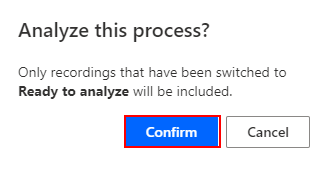 Analyze this process?
Only recordings that have been switched to
Ready to analyze will be included.
Confirm
Cancel